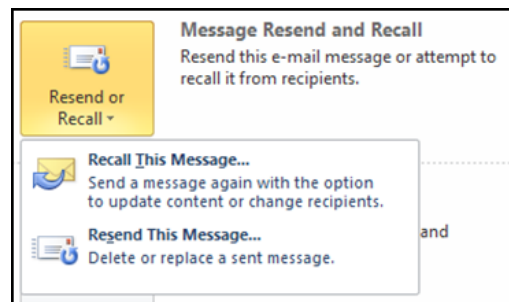 Message Resend and Recall
Resend this e-mail message or attempt to
recall it from recipients.
Resend or
Recall
Recall This Message...
Send a message again with the option
to update content or change recipients.
Resend This Message...
Delete or replace a sent message.
and